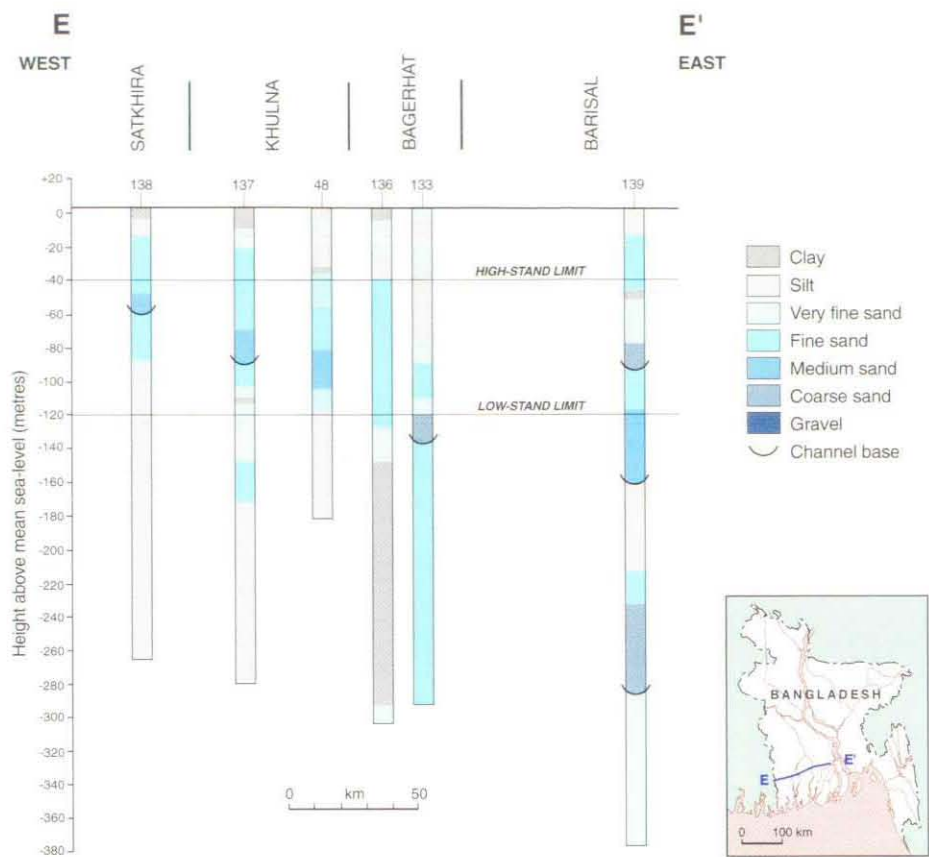 E
E'
WEST
EAST
SATKHIRA
KHULNA
BAGERHAT
BARISAL
138
137
48
136
133
139
+20
0
-20
-40
-60
-80
-100
-120
-140
-160
-180
-200
-220
-240
-260
-280
-300
-320
-340
-360
-380
Height above mean sea-level (metres)
HIGH-STAND LIMIT
LOW-STAND LIMIT
Clay
Silt
Very fine sand
Fine sand
Medium sand
Coarse sand
Gravel
Channel base
0 km 50
BANGLADESH
E
E'
0 100 km